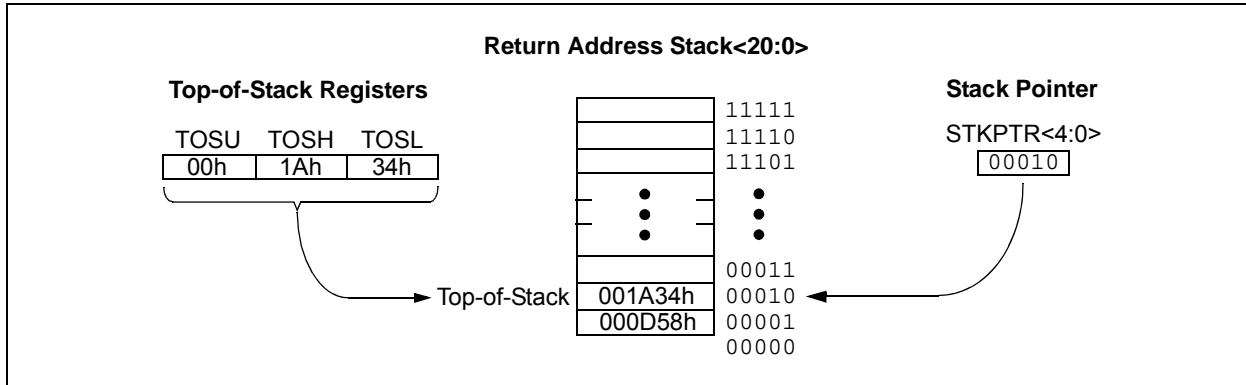 Return Address Stack<20:0>
Top-of-Stack Registers
Stack Pointer
TOSU TOSH TOSL
00h 1Ah 34h
STKPTR<4:0>
00010
11111
11110
11101
00011
Top-of-Stack 001A34h 00010
000D58h 00001
00000